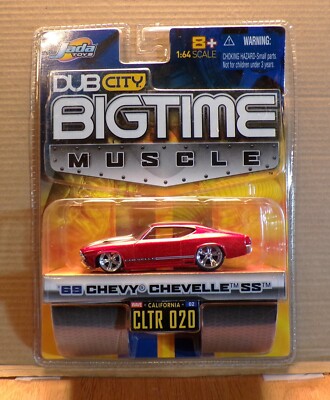 Jada
TOYS
8+
1:64 SCALE
WARNING:
CHOKING HAZARD-Small parts
Not for children under 3 years
DUB CITY
BIGTIME
MUSCLE
'69 CHEVY® CHEVELLE™ SS™
CALIFORNIA
02
CLTR 020